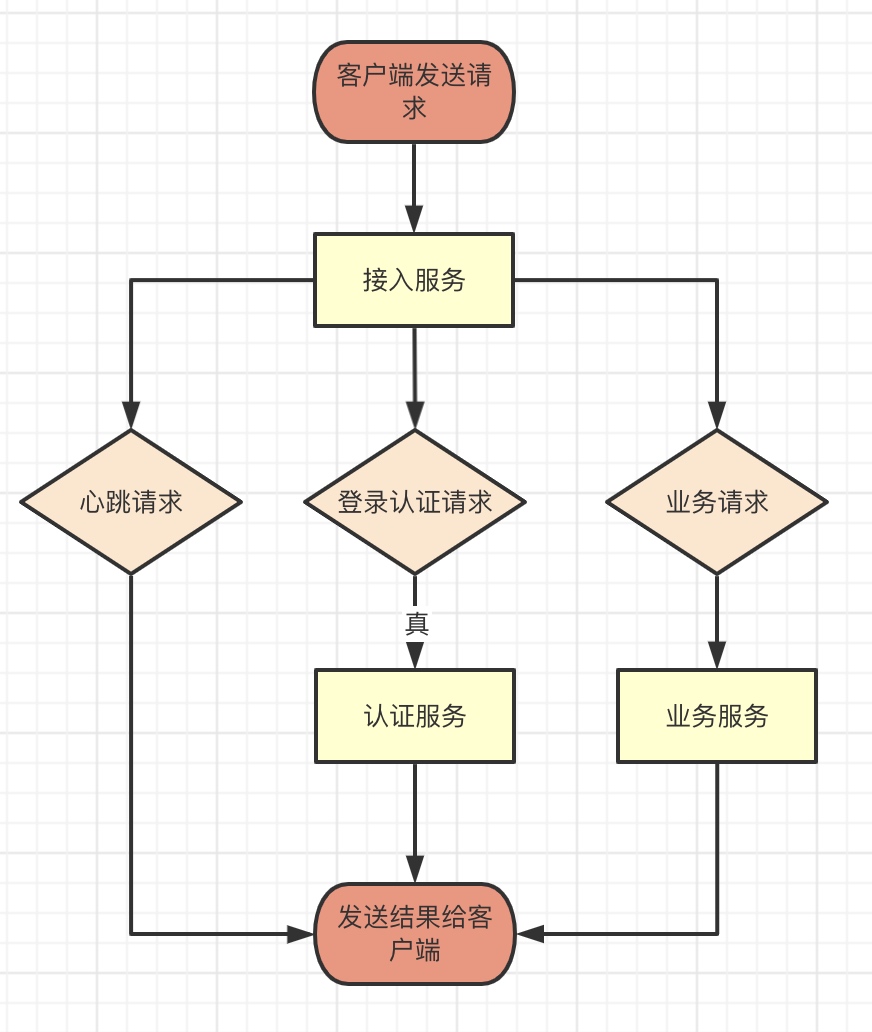 客户端发送请
求
接入服务
心跳请求
登录认证请求
业务请求
真
认证服务
业务服务
发送结果给客
户端